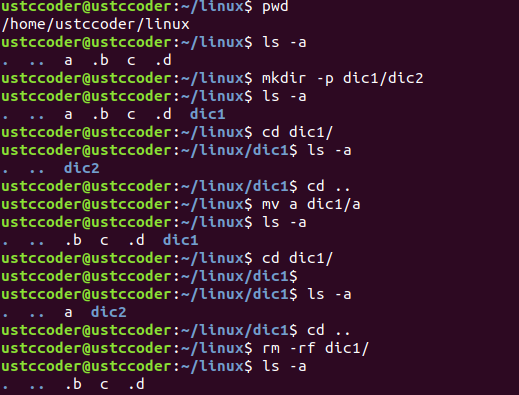 ustccoder@ustccoder:~/linux$ pwd
/home/ustccoder/linux
ustccoder@ustccoder:~/linux$ ls -a
.  ..  a  .b  c  .d
ustccoder@ustccoder:~/linux$ mkdir -p dic1/dic2
ustccoder@ustccoder:~/linux$ ls -a
.  ..  a  .b  c  .d  dic1
ustccoder@ustccoder:~/linux$ cd dic1/
ustccoder@ustccoder:~/linux/dic1$ ls -a
.  ..  dic2
ustccoder@ustccoder:~/linux/dic1$ cd ..
ustccoder@ustccoder:~/linux$ mv a dic1/a
ustccoder@ustccoder:~/linux$ ls -a
.  ..  .b  c  .d  dic1
ustccoder@ustccoder:~/linux$ cd dic1/
ustccoder@ustccoder:~/linux/dic1$
ustccoder@ustccoder:~/linux/dic1$ ls -a
.  ..  a  dic2
ustccoder@ustccoder:~/linux/dic1$ cd ..
ustccoder@ustccoder:~/linux$ rm -rf dic1/
ustccoder@ustccoder:~/linux$ ls -a
.  ..  .b  c  .d